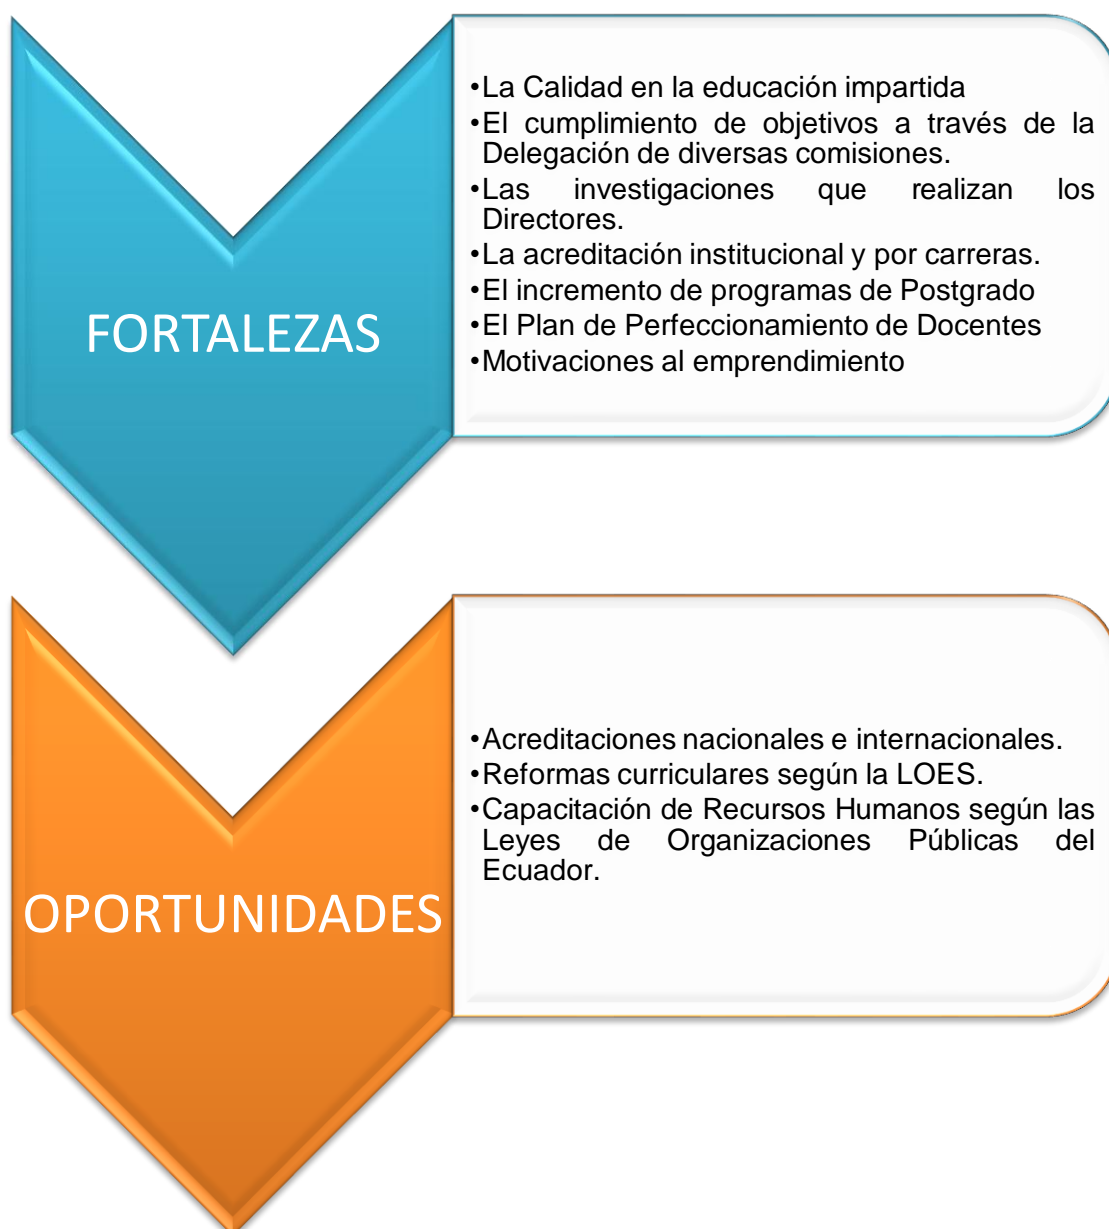 FORTALEZAS
•La Calidad en la educación impartida
•El cumplimiento de objetivos a través de la
Delegación de diversas comisiones.
•Las investigaciones que realizan los
Directores.
•La acreditación institucional y por carreras.
•El incremento de programas de Postgrado
•El Plan de Perfeccionamiento de Docentes
•Motivaciones al emprendimiento
OPORTUNIDADES
•Acreditaciones nacionales e internacionales.
•Reformas curriculares según la LOES.
•Capacitación de Recursos Humanos según las
Leyes de Organizaciones Públicas del
Ecuador.